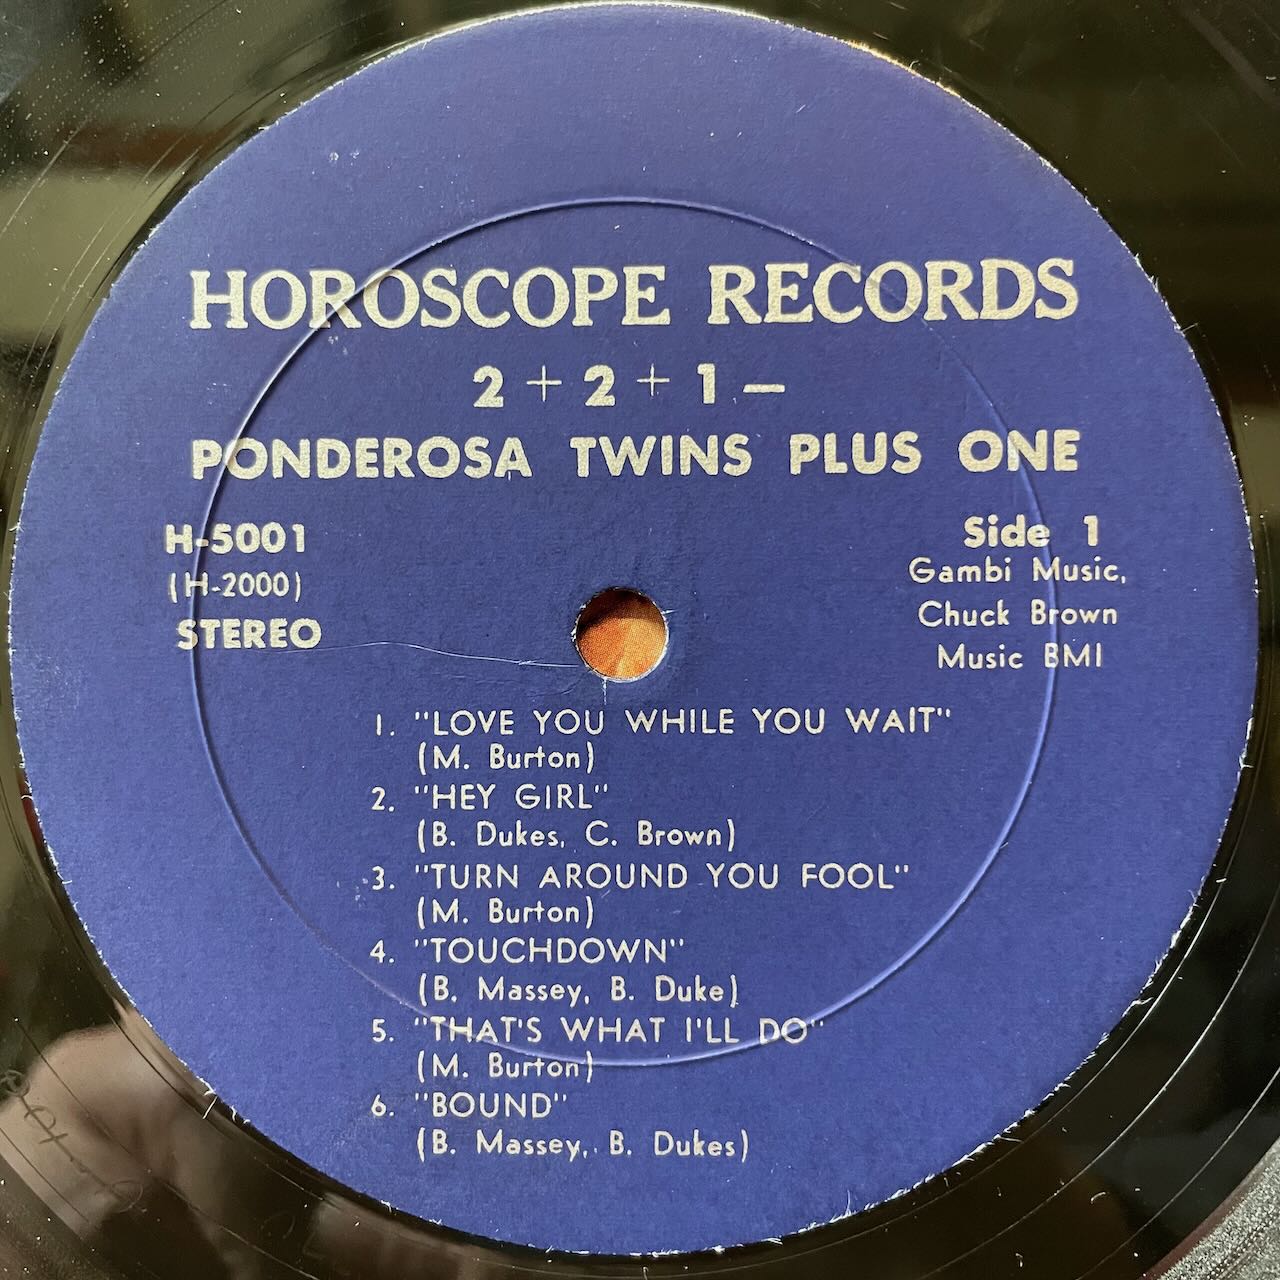 HOROSCOPE RECORDS
2 + 2 + 1 —
PONDEROSA TWINS PLUS ONE
H-5001
(H-2000)
STEREO
Side 1
Gambi Music,
Chuck Brown
Music BMI
1. "LOVE YOU WHILE YOU WAIT"
(M. Burton)
2. "HEY GIRL"
(B. Dukes, C. Brown)
3. "TURN AROUND YOU FOOL"
(M. Burton)
4. "TOUCHDOWN"
(B. Massey, B. Duke)
5. "THAT'S WHAT I'LL DO"
(M. Burton)
6. "BOUND"
(B. Massey, B. Dukes)